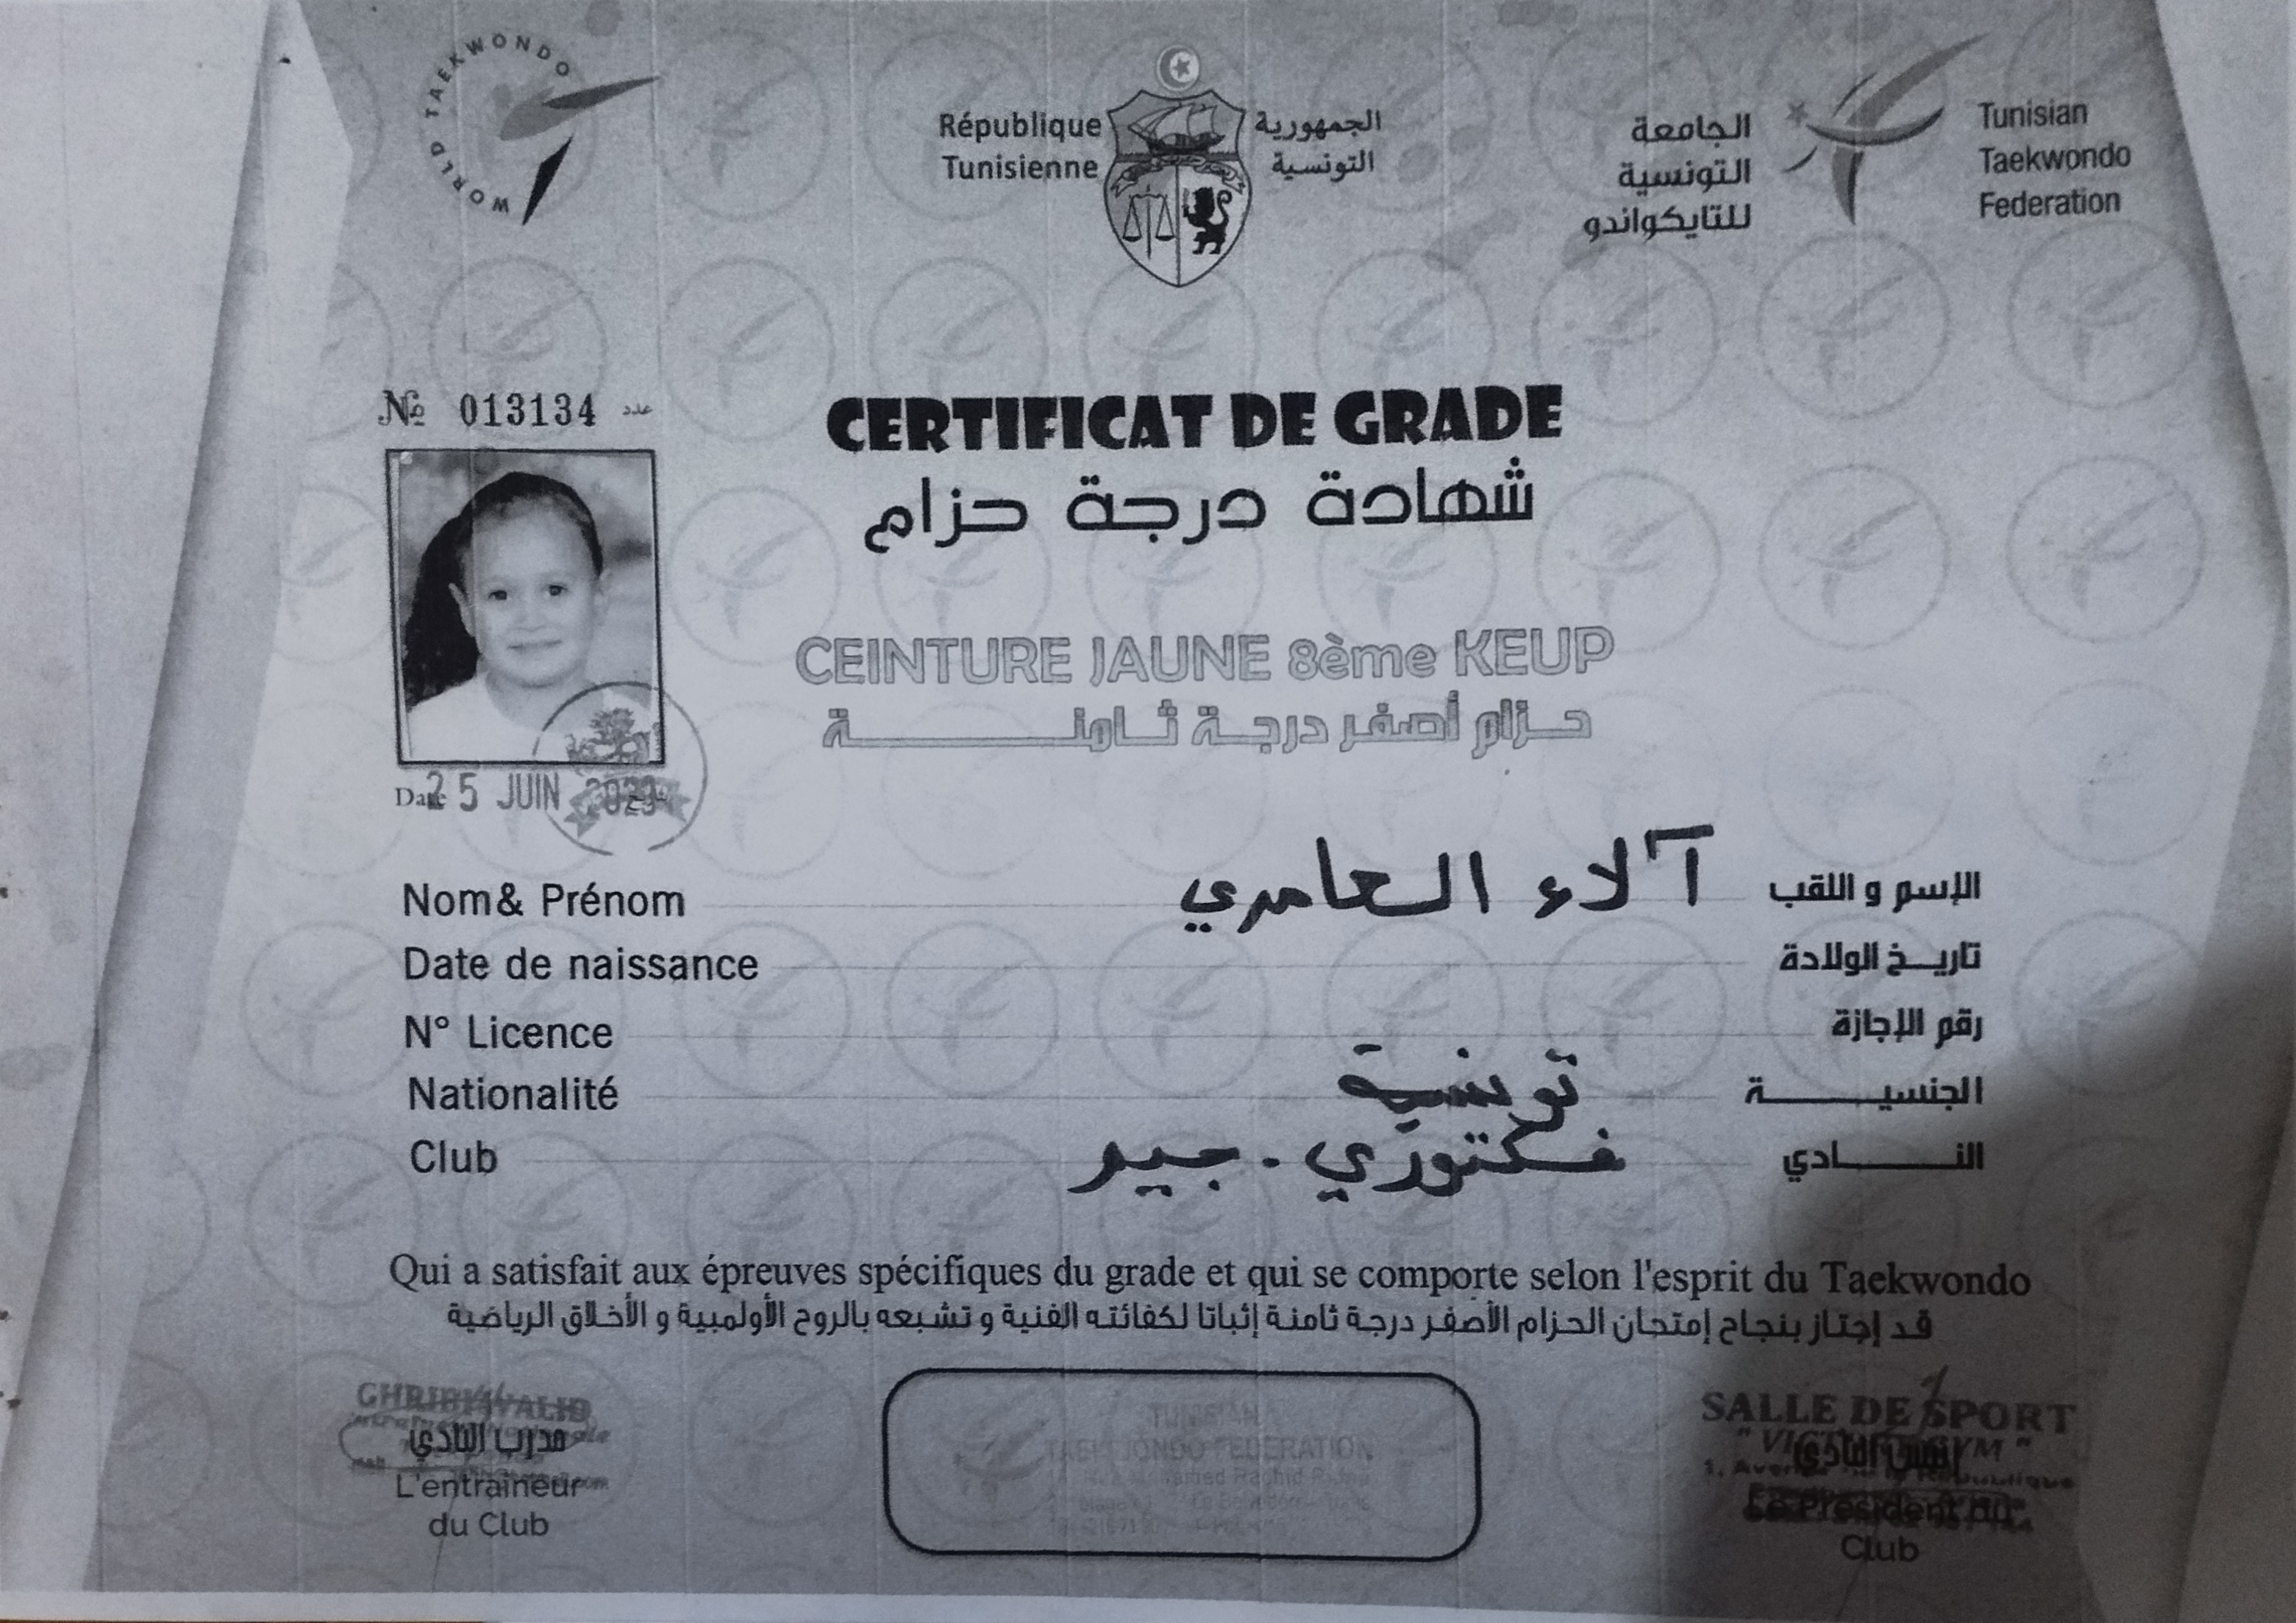 WORLD TAEKWONDO
République
Tunisienne
الجمهورية
التونسية
الجامعة
التونسية
للتايكواندو
Tunisian
Taekwondo
Federation
№ 013134 عدد
CERTIFICAT DE GRADE
شهادة درجة حزام
CEINTURE JAUNE 8ème KEUP
حزام أصفر درجة ثامنة
Date 25 JUIN
Nom& Prénom آلاء العامري الإسم و اللقب
Date de naissance تاريخ الولادة
N° Licence رقم الإجازة
Nationalité تونسية الجنسية
Club فكتوري . جيم النادي
Qui a satisfait aux épreuves spécifiques du grade et qui se comporte selon l'esprit du Taekwondo
قد إجتاز بنجاح إمتحان الحزام الأصفر درجة ثامنة إثباتا لكفائته الفنية و تشبعه بالروح الأولمبية و الأخلاق الرياضية
مدرب النادي
L'entraineur
du Club
TUNISIAN
TAEKWONDO FEDERATION
SALLE DE SPORT
Le Président du
Club